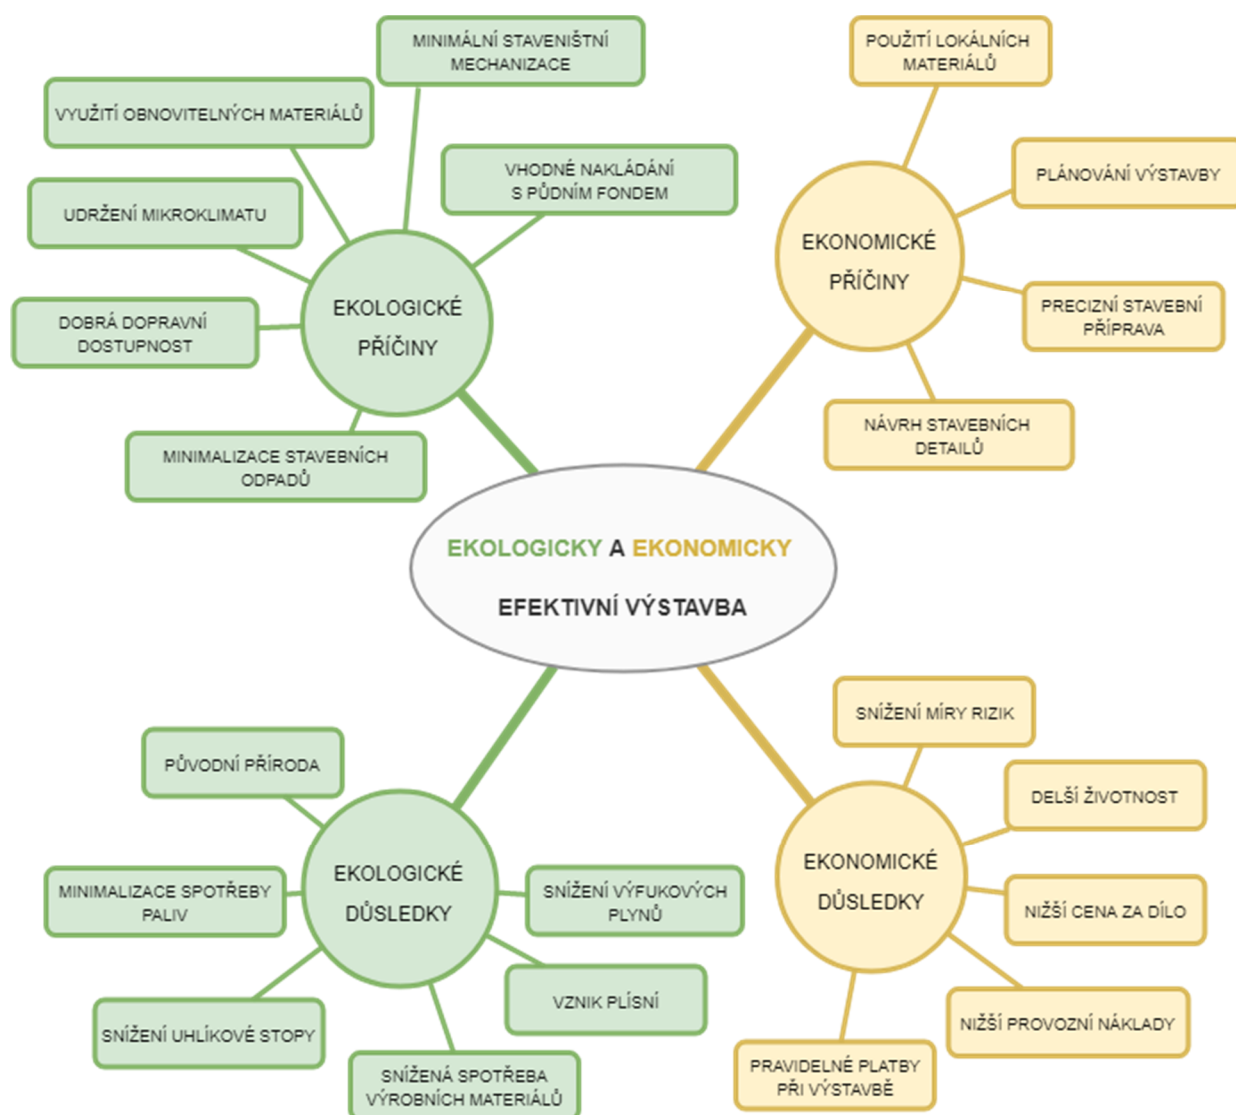 MINIMÁLNÍ STAVENIŠTNÍ
MECHANIZACE
VYUŽITÍ OBNOVITELNÝCH MATERIÁLŮ
VHODNÉ NAKLÁDÁNÍ
S PŮDNÍM FONDEM
UDRŽENÍ MIKROKLIMATU
DOBRÁ DOPRAVNÍ
DOSTUPNOST
EKOLOGICKÉ
PŘÍČINY
MINIMALIZACE STAVEBNÍCH
ODPADŮ
POUŽITÍ LOKÁLNÍCH
MATERIÁLŮ
PLÁNOVÁNÍ VÝSTAVBY
EKONOMICKÉ
PŘÍČINY
PRECIZNÍ STAVEBNÍ
PŘÍPRAVA
NÁVRH STAVEBNÍCH
DETAILŮ
EKOLOGICKY A EKONOMICKY
EFEKTIVNÍ VÝSTAVBA
PŮVODNÍ PŘÍRODA
EKOLOGICKÉ
DŮSLEDKY
MINIMALIZACE SPOTŘEBY
PALIV
SNÍŽENÍ VÝFUKOVÝCH
PLYNŮ
VZNIK PLÍSNÍ
SNÍŽENÍ UHLÍKOVÉ STOPY
SNÍŽENÁ SPOTŘEBA
VÝROBNÍCH MATERIÁLŮ
SNÍŽENÍ MÍRY RIZIK
DELŠÍ ŽIVOTNOST
EKONOMICKÉ
DŮSLEDKY
NIŽŠÍ CENA ZA DÍLO
NIŽŠÍ PROVOZNÍ NÁKLADY
PRAVIDELNÉ PLATBY
PŘI VÝSTAVBĚ